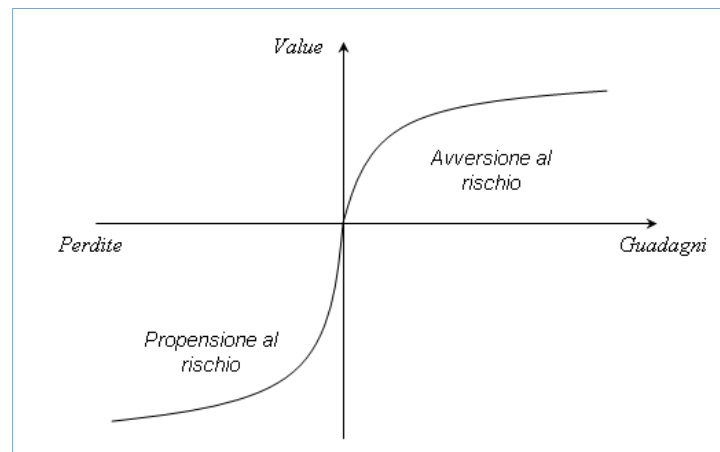 Value
Avversione al
rischio
Perdite
Guadagni
Propensione al
rischio